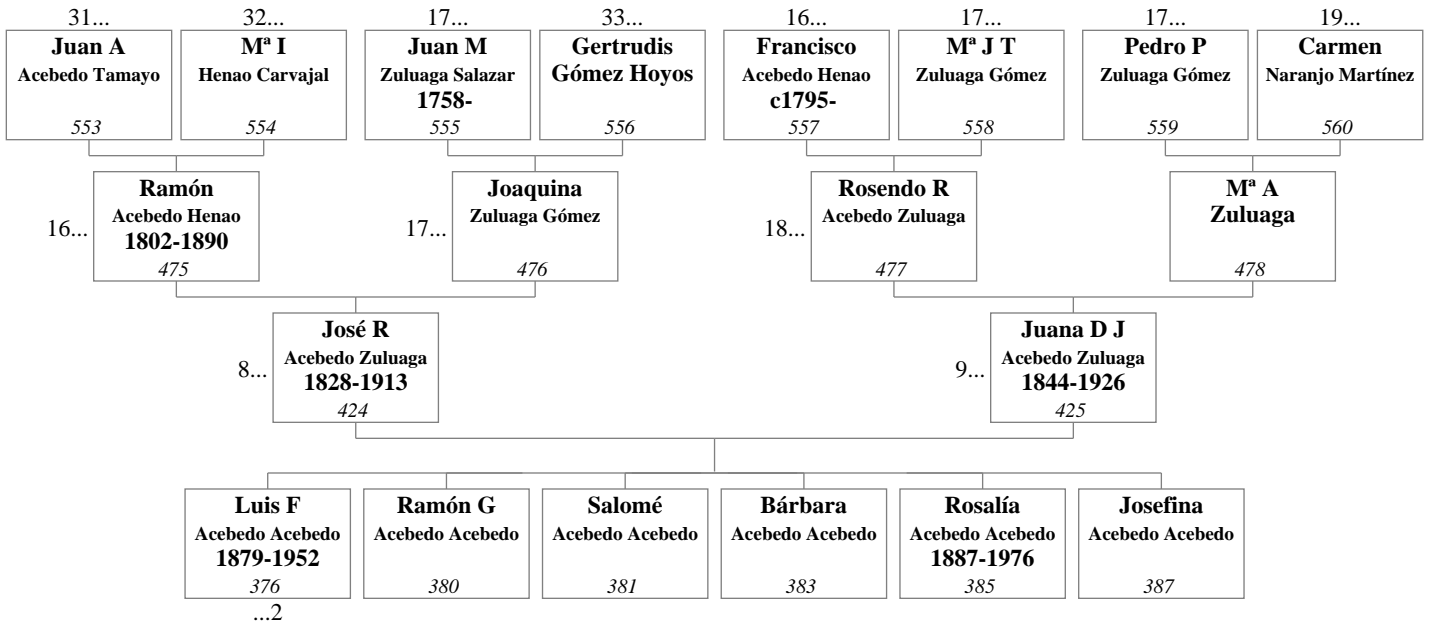 31... 32... 17... 33... 16... 17... 17... 19...
Juan A Mª I Juan M Gertrudis Francisco Mª J T Pedro P Carmen
Acebedo Tamayo Henao Carvajal Zuluaga Salazar Gómez Hoyos Acebedo Henao Zuluaga Gómez Zuluaga Gómez Naranjo Martínez
1758- c1795-
553 554 555 556 557 558 559 560
Ramón Joaquina Rosendo R Mª A
Acebedo Henao Zuluaga Gómez Acebedo Zuluaga Zuluaga
16... 17... 18...
1802-1890
475 476 477 478
José R Juana D J
Acebedo Zuluaga Acebedo Zuluaga
8... 9...
1828-1913 1844-1926
424 425
Luis F Ramón G Salomé Bárbara Rosalía Josefina
Acebedo Acebedo Acebedo Acebedo Acebedo Acebedo Acebedo Acebedo Acebedo Acebedo Acebedo Acebedo
1879-1952 1887-1976
376 380 381 383 385 387
...2